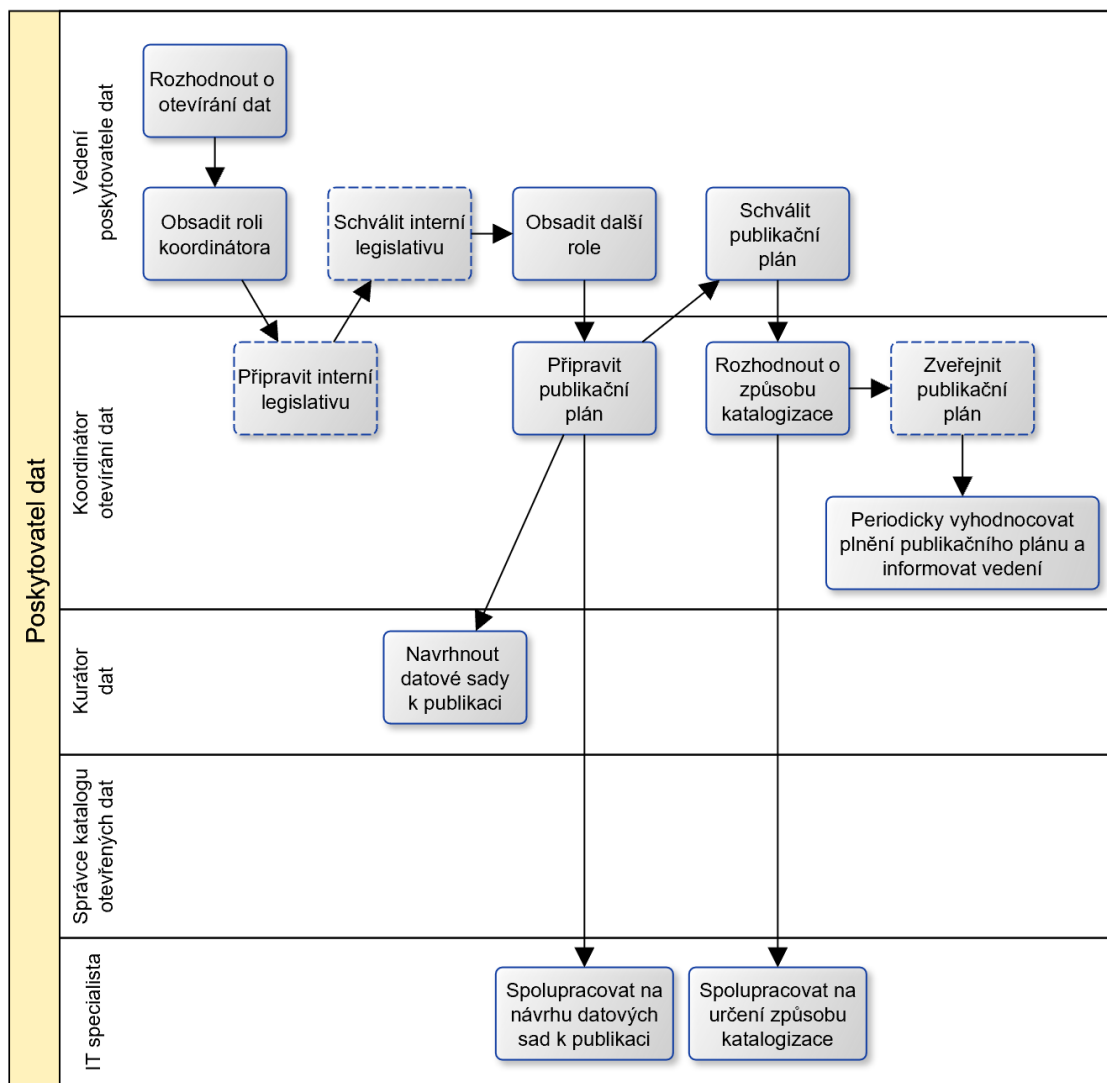 Poskytovatel dat
Vedení
poskytovatele dat
Rozhodnout o
otevírání dat
Obsadit roli
koordinátora
Schválit interní
legislativu
Obsadit další
role
Schválit
publikační
plán
Koordinátor
otevírání dat
Připravit interní
legislativu
Připravit
publikační
plán
Rozhodnout o
způsobu
katalogizace
Zveřejnit
publikační
plán
Periodicky vyhodnocovat
plnění publikačního plánu a
informovat vedení
Kurátor
dat
Navrhnout
datové sady
k publikaci
Správce katalogu
otevřených dat
IT specialista
Spolupracovat na
návrhu datových
sad k publikaci
Spolupracovat na
určení způsobu
katalogizace